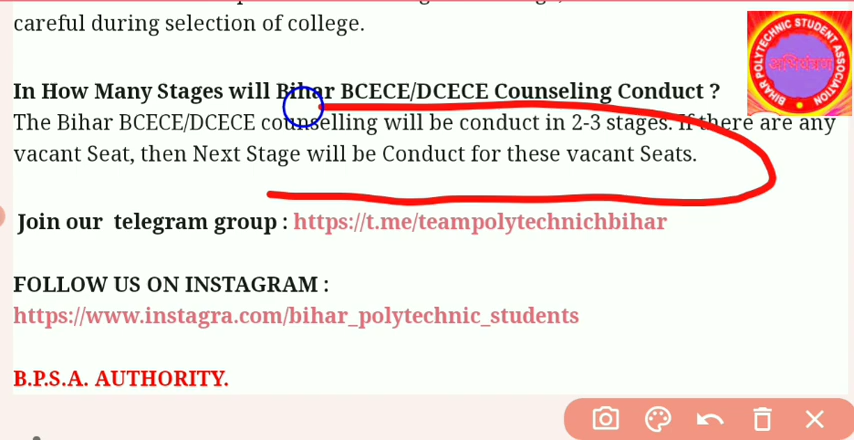 careful during selection of college.
BIHAR POLYTECHNIC STUDENT ASSOCIATION
अभियंत्रण
In How Many Stages will Bihar BCECE/DCECE Counseling Conduct ?
The Bihar BCECE/DCECE counselling will be conduct in 2-3 stages. If there are any
vacant Seat, then Next Stage will be Conduct for these vacant Seats.
Join our telegram group : https://t.me/teampolytechnichbihar
FOLLOW US ON INSTAGRAM :
https://www.instagra.com/bihar_polytechnic_students
B.P.S.A. AUTHORITY.